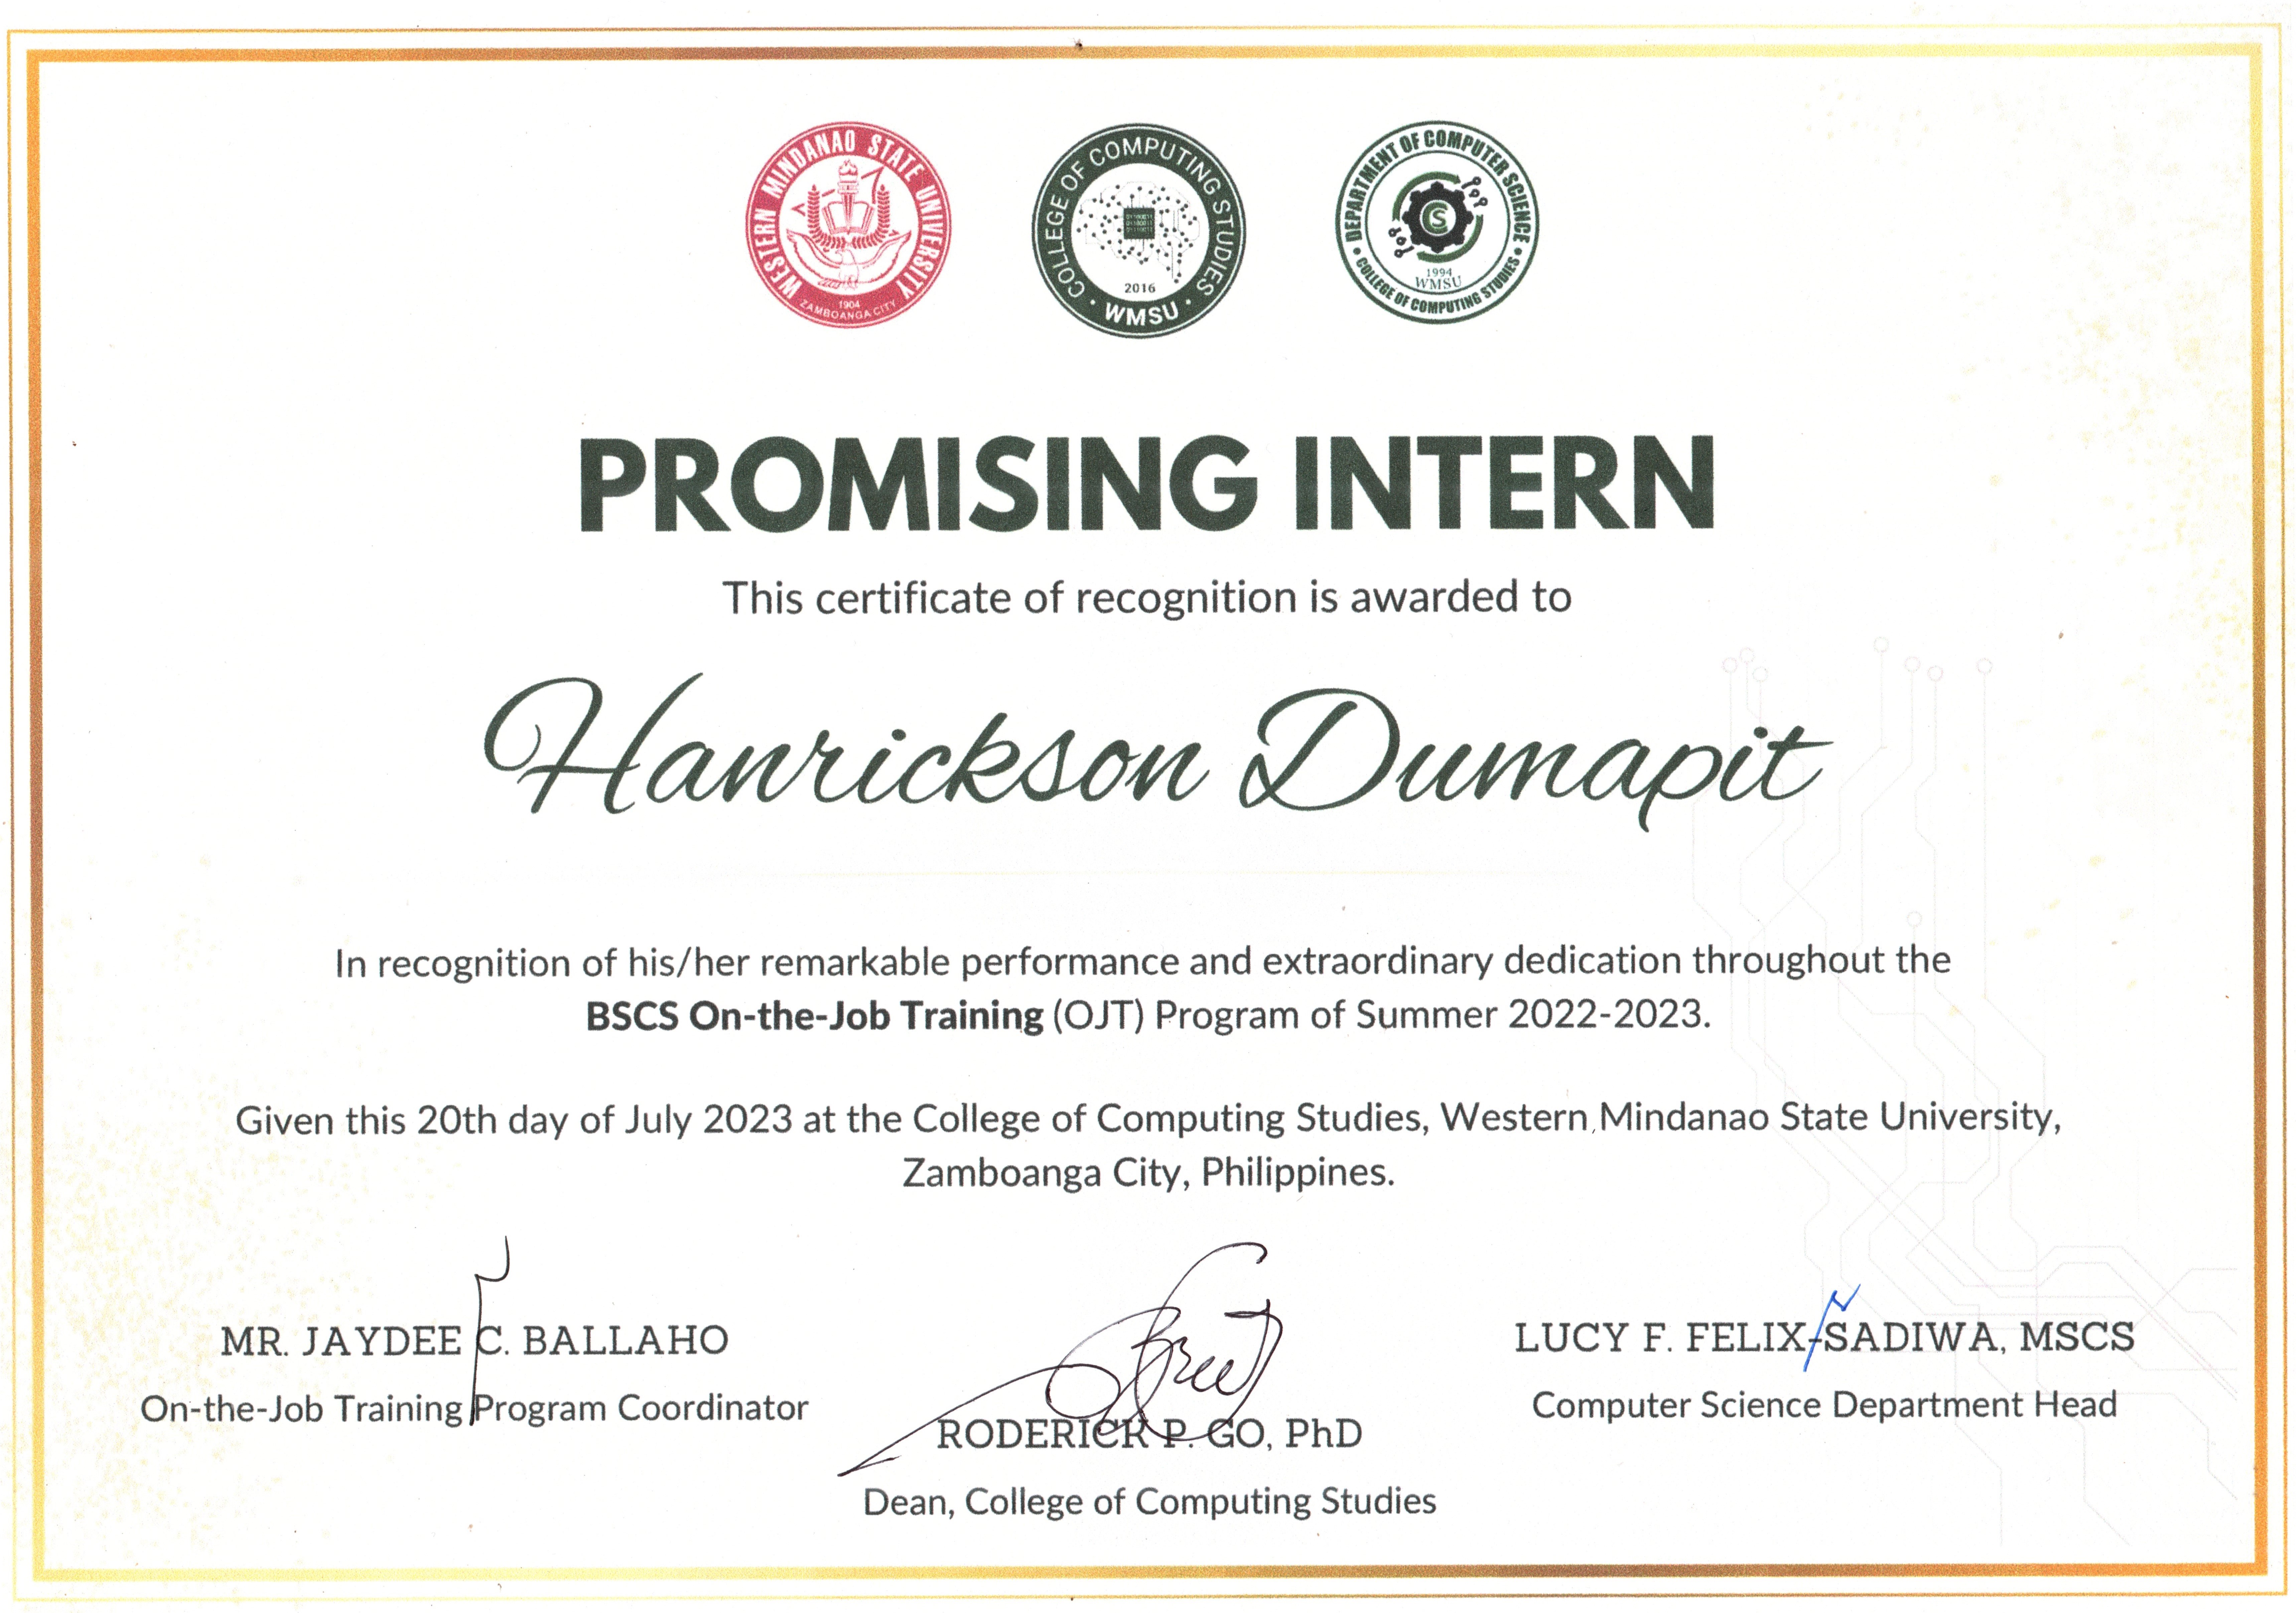 WESTERN MINDANAO STATE UNIVERSITY
1904
ZAMBOANGA CITY
COLLEGE OF COMPUTING STUDIES
2016
• WMSU •
• DEPARTMENT OF COMPUTER SCIENCE •
CS
1994
WMSU
COLLEGE OF COMPUTING STUDIES
PROMISING INTERN
This certificate of recognition is awarded to
Hanrickson Dumapit
In recognition of his/her remarkable performance and extraordinary dedication throughout the
BSCS On-the-Job Training (OJT) Program of Summer 2022-2023.
Given this 20th day of July 2023 at the College of Computing Studies, Western Mindanao State University,
Zamboanga City, Philippines.
MR. JAYDEE C. BALLAHO
On-the-Job Training Program Coordinator
RODERICK P. GO, PhD
Dean, College of Computing Studies
LUCY F. FELIX-SADIWA, MSCS
Computer Science Department Head